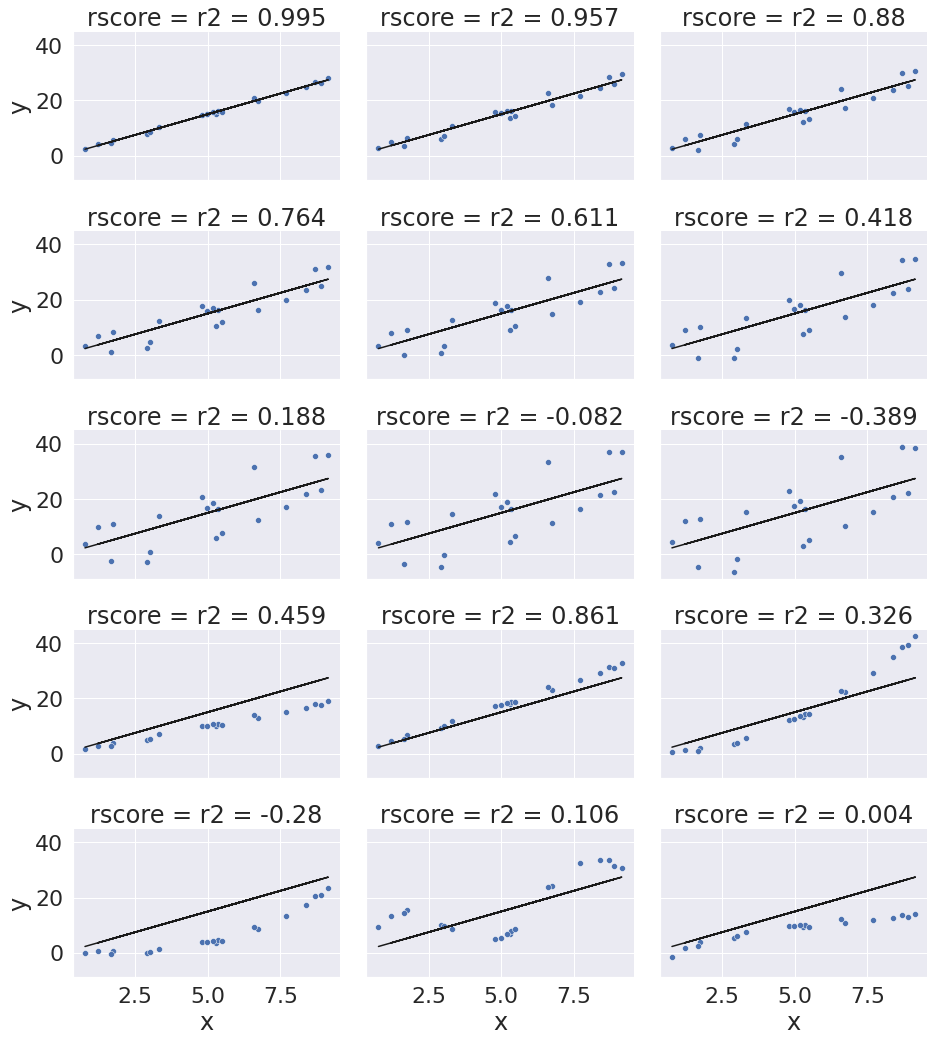 rscore = r2 = 0.995 rscore = r2 = 0.957 rscore = r2 = 0.88
40
y
20
0
rscore = r2 = 0.764 rscore = r2 = 0.611 rscore = r2 = 0.418
40
y
20
0
rscore = r2 = 0.188 rscore = r2 = -0.082 rscore = r2 = -0.389
40
y
20
0
rscore = r2 = 0.459 rscore = r2 = 0.861 rscore = r2 = 0.326
40
y
20
0
rscore = r2 = -0.28 rscore = r2 = 0.106 rscore = r2 = 0.004
40
y
20
0
2.5 5.0 7.5 2.5 5.0 7.5 2.5 5.0 7.5
x x x